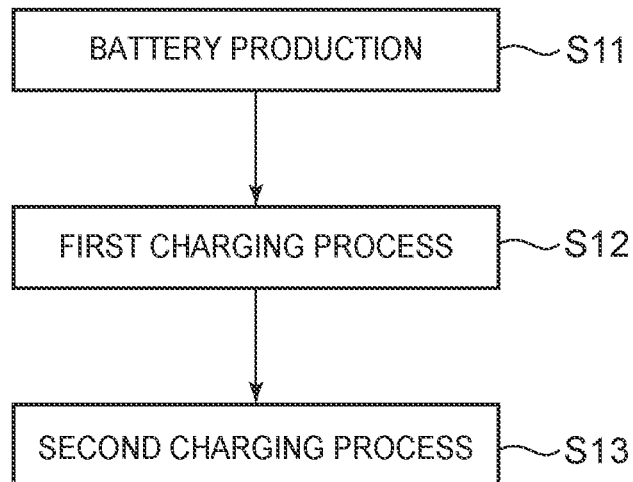 BATTERY PRODUCTION S11
FIRST CHARGING PROCESS S12
SECOND CHARGING PROCESS S13